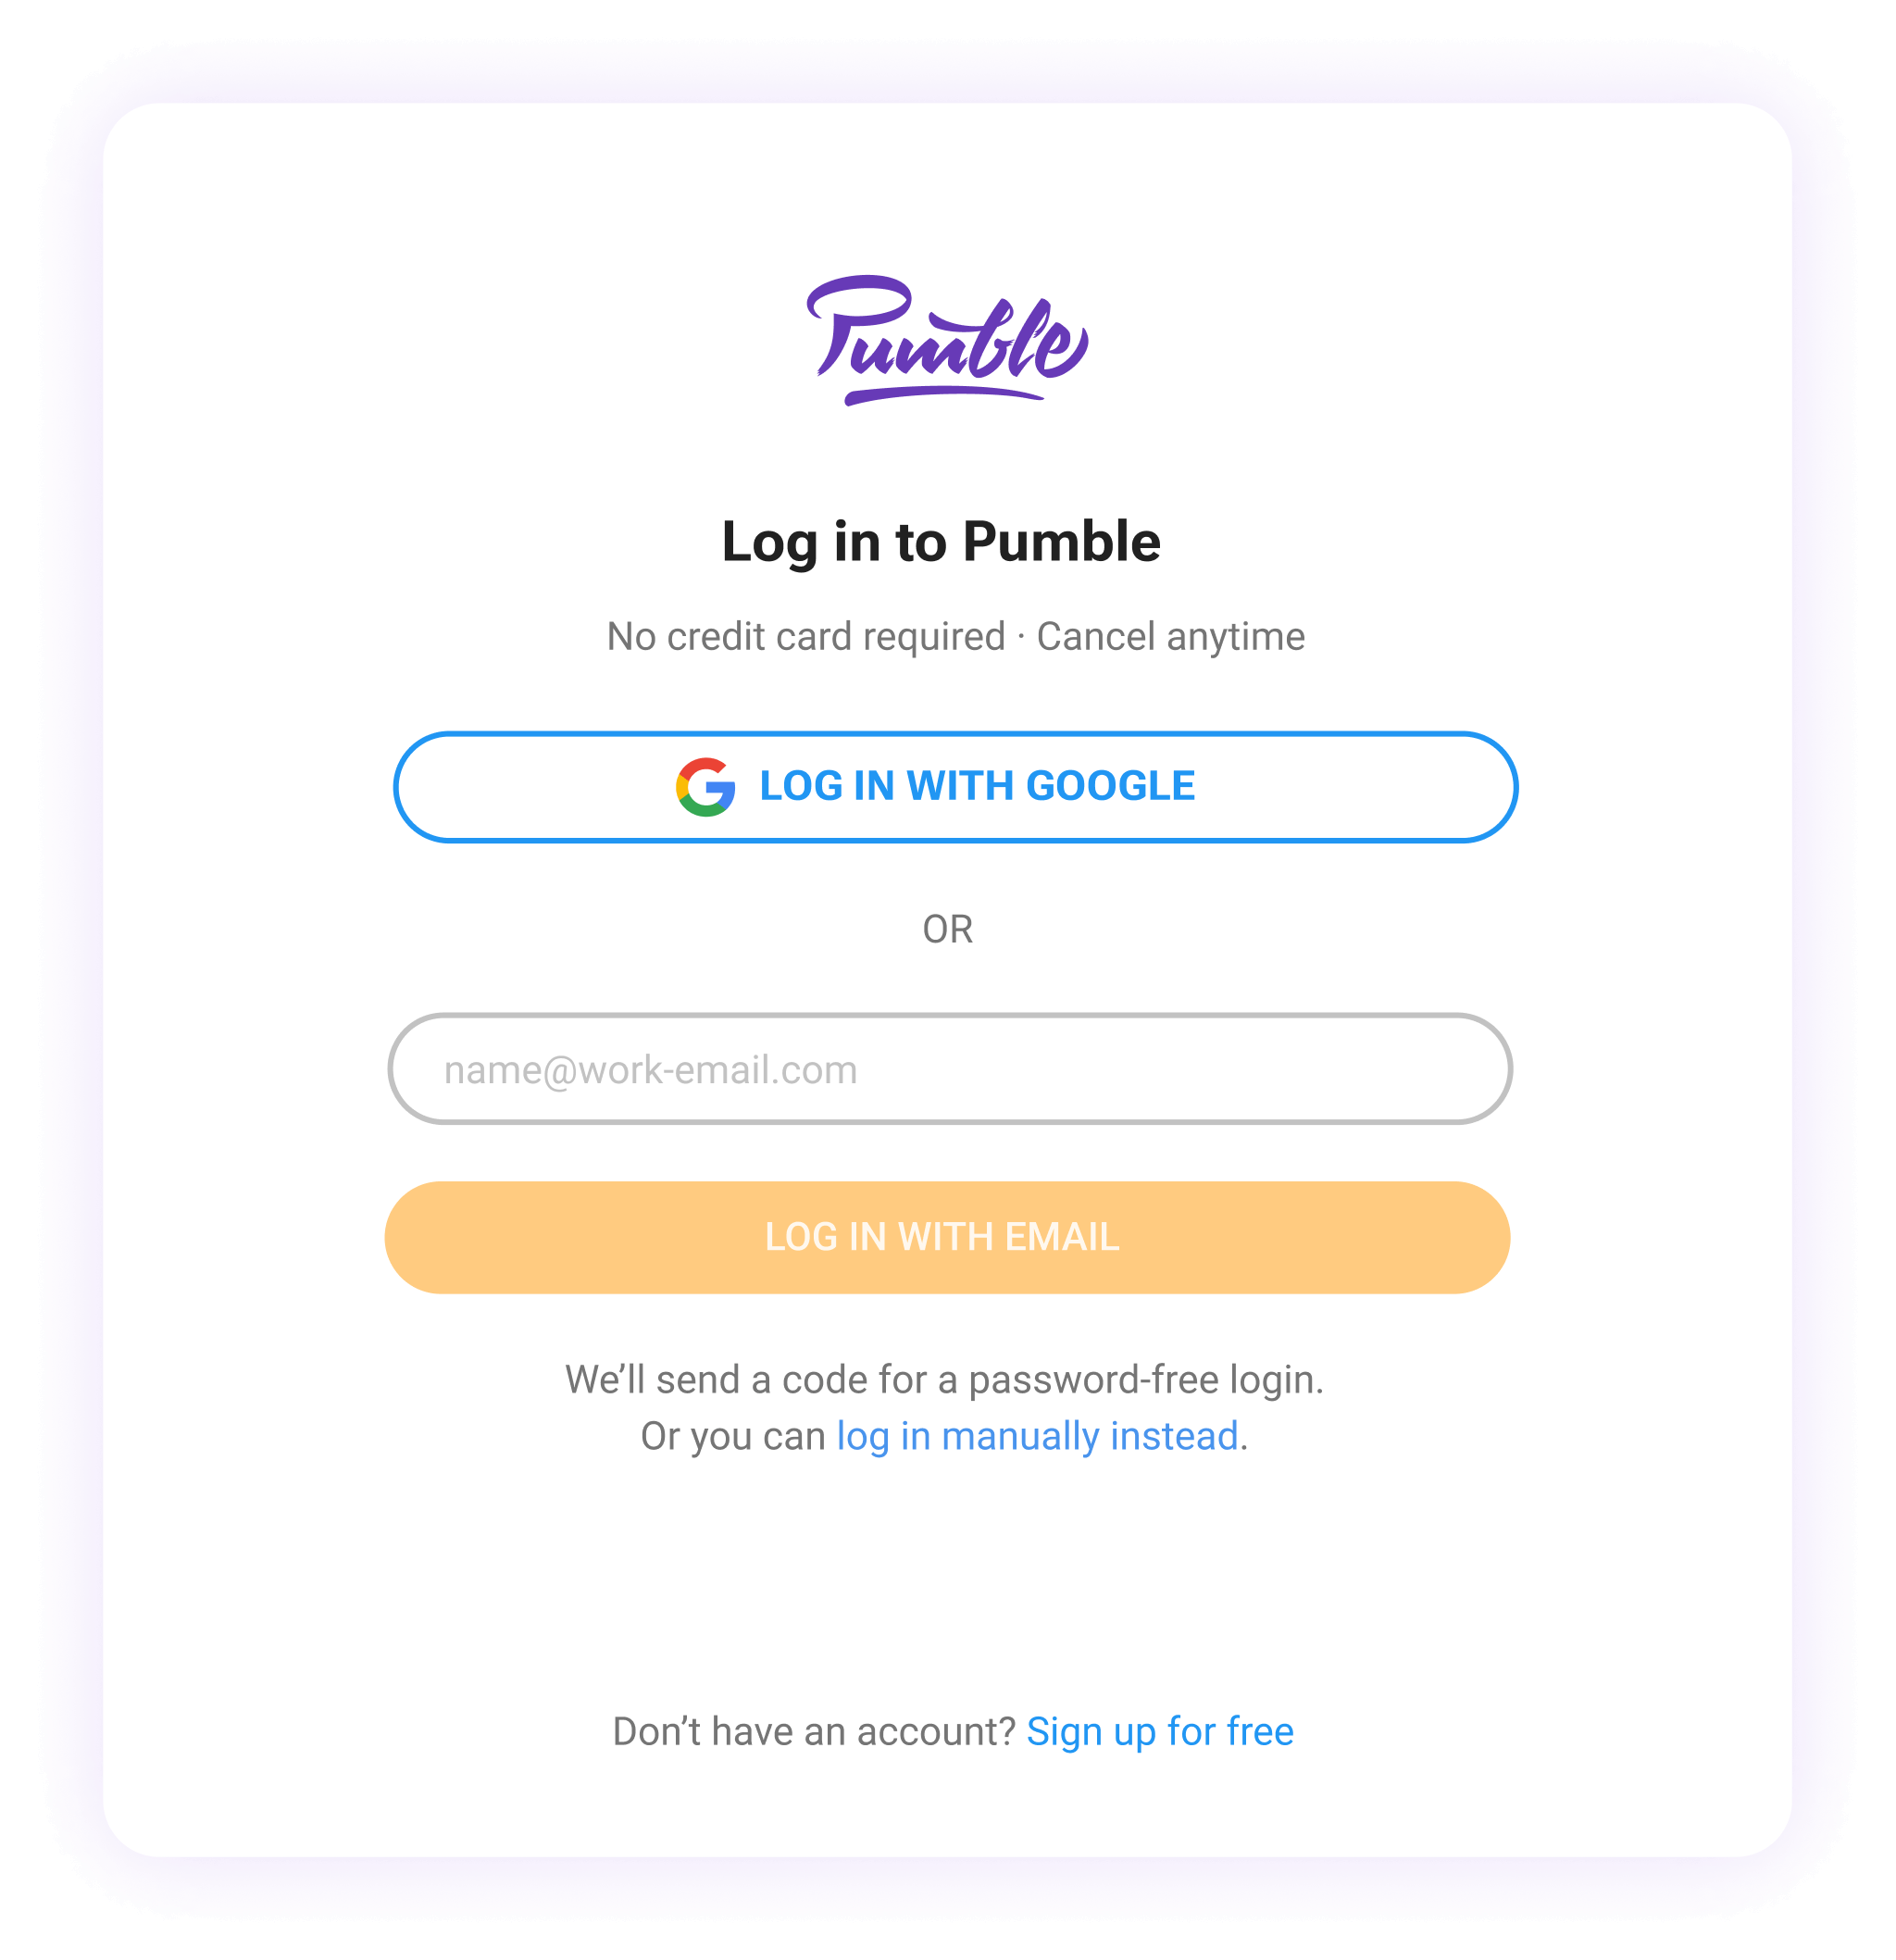 Pumble
Log in to Pumble
No credit card required · Cancel anytime
LOG IN WITH GOOGLE
OR
name@work-email.com
LOG IN WITH EMAIL
We’ll send a code for a password-free login.
Or you can log in manually instead.
Don’t have an account? Sign up for free